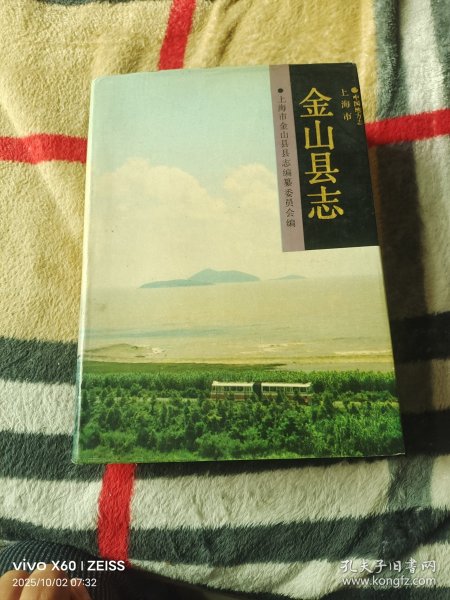 中国地方志
上海市
金山县志
上海市金山县县志编纂委员会编
vivo X60 | ZEISS
2025/10/02 07:32
孔夫子旧书网
www.kongfz.com